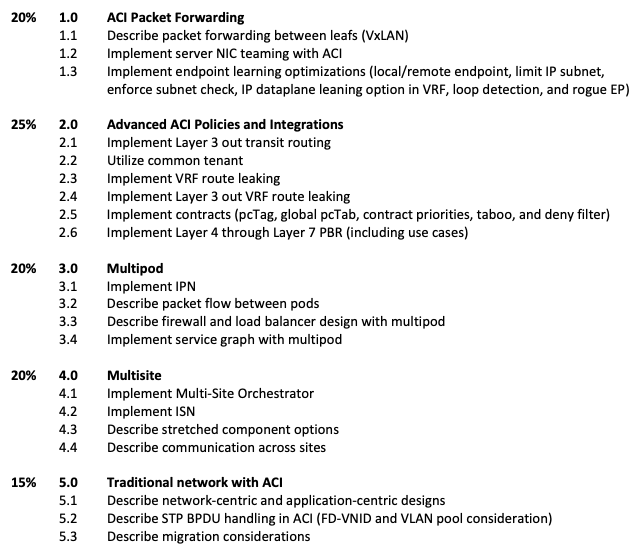 20% 1.0 ACI Packet Forwarding
1.1 Describe packet forwarding between leafs (VxLAN)
1.2 Implement server NIC teaming with ACI
1.3 Implement endpoint learning optimizations (local/remote endpoint, limit IP subnet,
enforce subnet check, IP dataplane leaning option in VRF, loop detection, and rogue EP)
25% 2.0 Advanced ACI Policies and Integrations
2.1 Implement Layer 3 out transit routing
2.2 Utilize common tenant
2.3 Implement VRF route leaking
2.4 Implement Layer 3 out VRF route leaking
2.5 Implement contracts (pcTag, global pcTab, contract priorities, taboo, and deny filter)
2.6 Implement Layer 4 through Layer 7 PBR (including use cases)
20% 3.0 Multipod
3.1 Implement IPN
3.2 Describe packet flow between pods
3.3 Describe firewall and load balancer design with multipod
3.4 Implement service graph with multipod
20% 4.0 Multisite
4.1 Implement Multi-Site Orchestrator
4.2 Implement ISN
4.3 Describe stretched component options
4.4 Describe communication across sites
15% 5.0 Traditional network with ACI
5.1 Describe network-centric and application-centric designs
5.2 Describe STP BPDU handling in ACI (FD-VNID and VLAN pool consideration)
5.3 Describe migration considerations